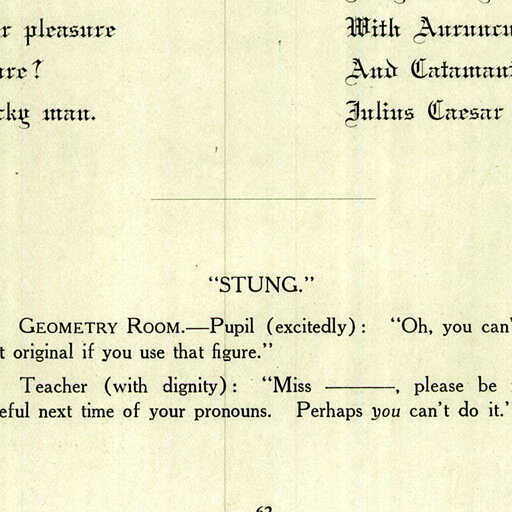 r pleasure
With Auruncu
ure?
And Catamant
cky man.
Julius Caesar
"STUNG."
GEOMETRY ROOM.—Pupil (excitedly): "Oh, you can'
t original if you use that figure."
Teacher (with dignity): "Miss ———, please be
eful next time of your pronouns. Perhaps you can't do it.'
62